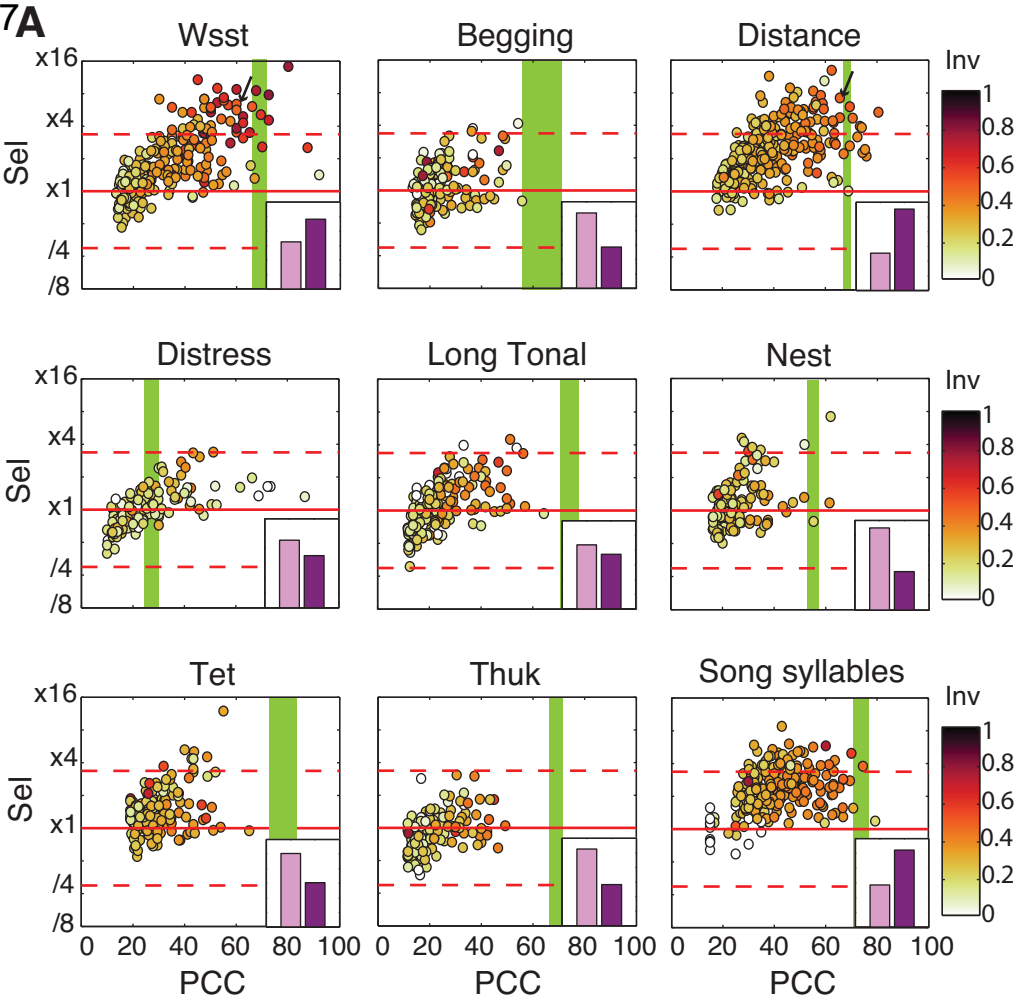 7A
Wsst Begging Distance
Inv
Sel
x16
x4
x1
/4
/8
1
0.8
0.6
0.4
0.2
0
Distress Long Tonal Nest
Inv
Sel
x16
x4
x1
/4
/8
1
0.8
0.6
0.4
0.2
0
Tet Thuk Song syllables
Inv
Sel
x16
x4
x1
/4
/8
1
0.8
0.6
0.4
0.2
0
0 20 40 60 80 100 0 20 40 60 80 100 0 20 40 60 80 100
PCC PCC PCC